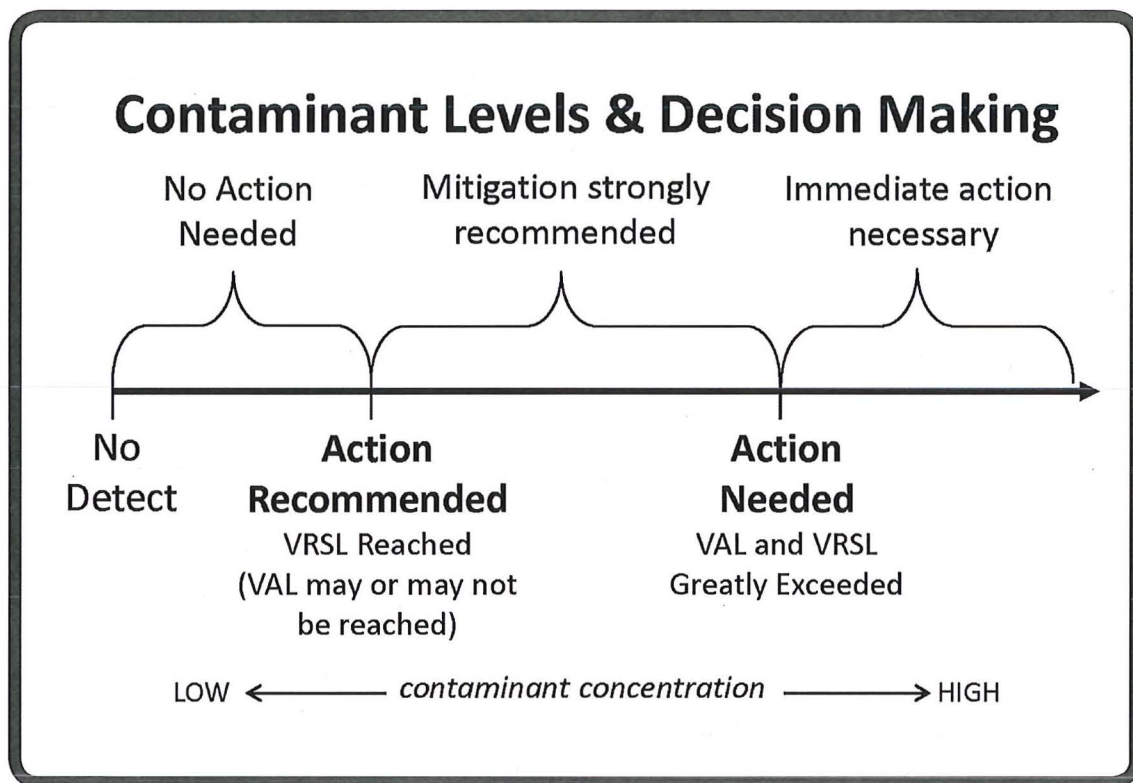 Contaminant Levels & Decision Making
No Action
Needed
Mitigation strongly
recommended
Immediate action
necessary
No
Detect
Action
Recommended
VRSL Reached
(VAL may or may not
be reached)
Action
Needed
VAL and VRSL
Greatly Exceeded
LOW
contaminant concentration
HIGH